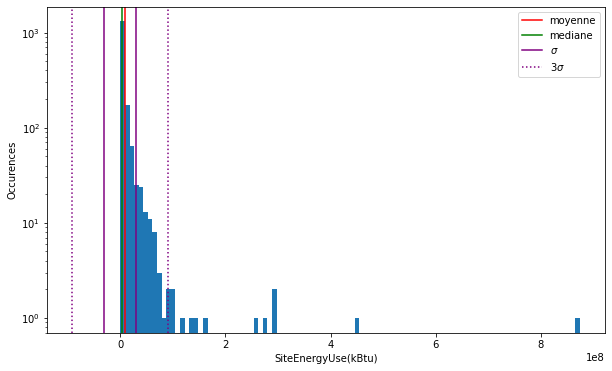 moyenne
mediane
σ
3σ
10³
10²
10¹
10⁰
Occurences
0
2
4
6
8
1e8
SiteEnergyUse(kBtu)